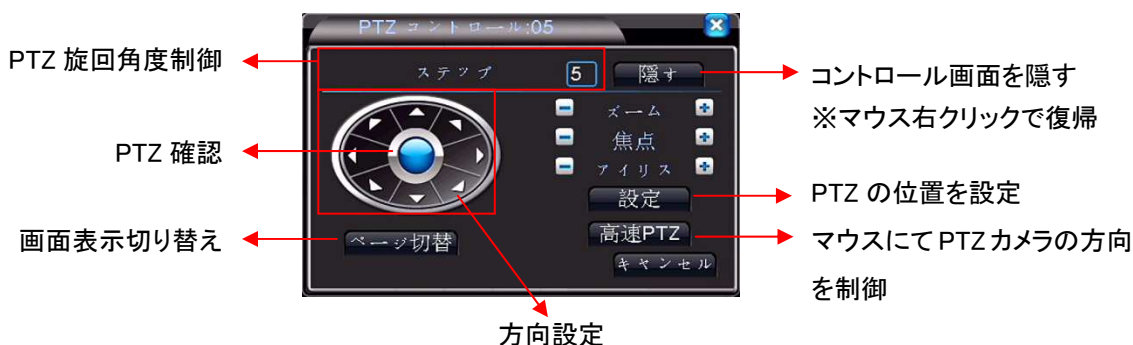 PTZ コントロール:05
PTZ 旋回角度制御
ステップ 5 隠す
コントロール画面を隠す
※マウス右クリックで復帰
ズーム
焦点
アイリス
PTZ 確認
設定
PTZ の位置を設定
画面表示切り替え
ページ切替
高速PTZ
マウスにて PTZ カメラの方向
を制御
キャンセル
方向設定